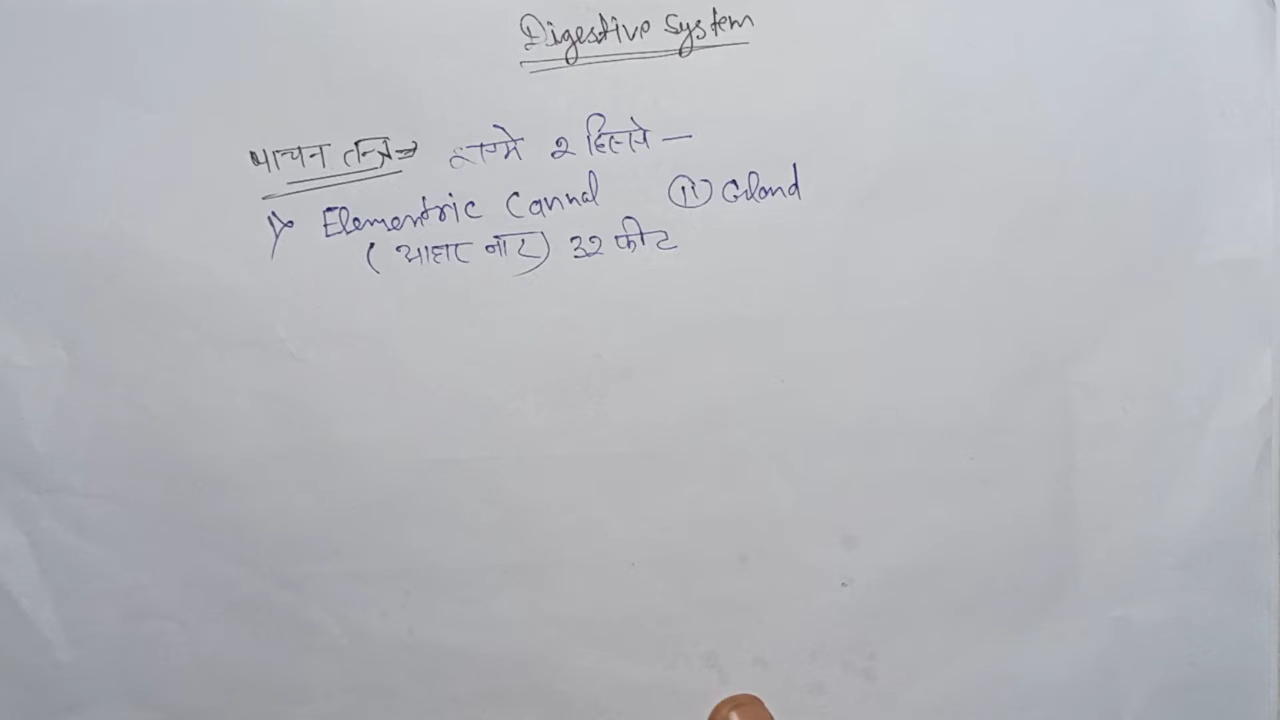 Digestive System
पाचन तन्त्र → इसमे 2 हिस्से —
Elementric Cannal (ii) Gland
(आहार नाल) 32 फीट